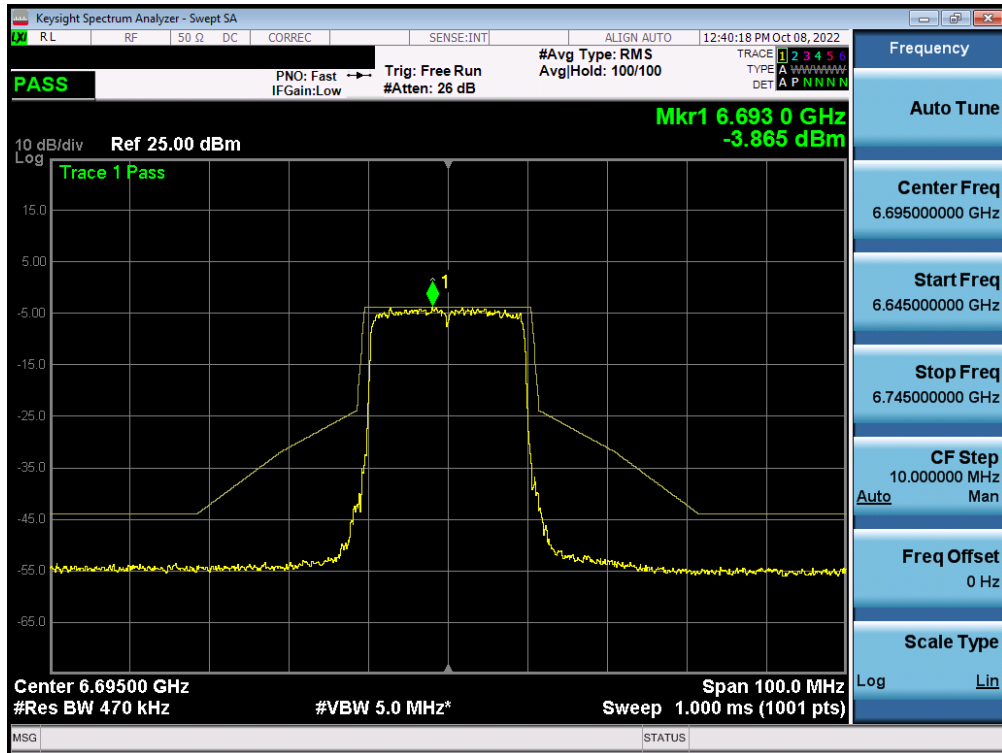 Keysight Spectrum Analyzer - Swept SA
LXI RL RF 50 Ω DC CORREC SENSE:INT ALIGN AUTO 12:40:18 PM Oct 08, 2022
PASS
PNO: Fast
IFGain:Low
Trig: Free Run
#Atten: 26 dB
#Avg Type: RMS
Avg|Hold: 100/100
TRACE 1 2 3 4 5 6
TYPE A WWWWW
DET A P N N N N
Mkr1 6.693 0 GHz
-3.865 dBm
10 dB/div Ref 25.00 dBm
Log
Trace 1 Pass
1
15.0
5.00
-5.00
-15.0
-25.0
-35.0
-45.0
-55.0
-65.0
Center 6.69500 GHz Span 100.0 MHz
#Res BW 470 kHz #VBW 5.0 MHz* Sweep 1.000 ms (1001 pts)
MSG STATUS
Frequency
Auto Tune
Center Freq
6.695000000 GHz
Start Freq
6.645000000 GHz
Stop Freq
6.745000000 GHz
CF Step
10.000000 MHz
Auto Man
Freq Offset
0 Hz
Scale Type
Log Lin